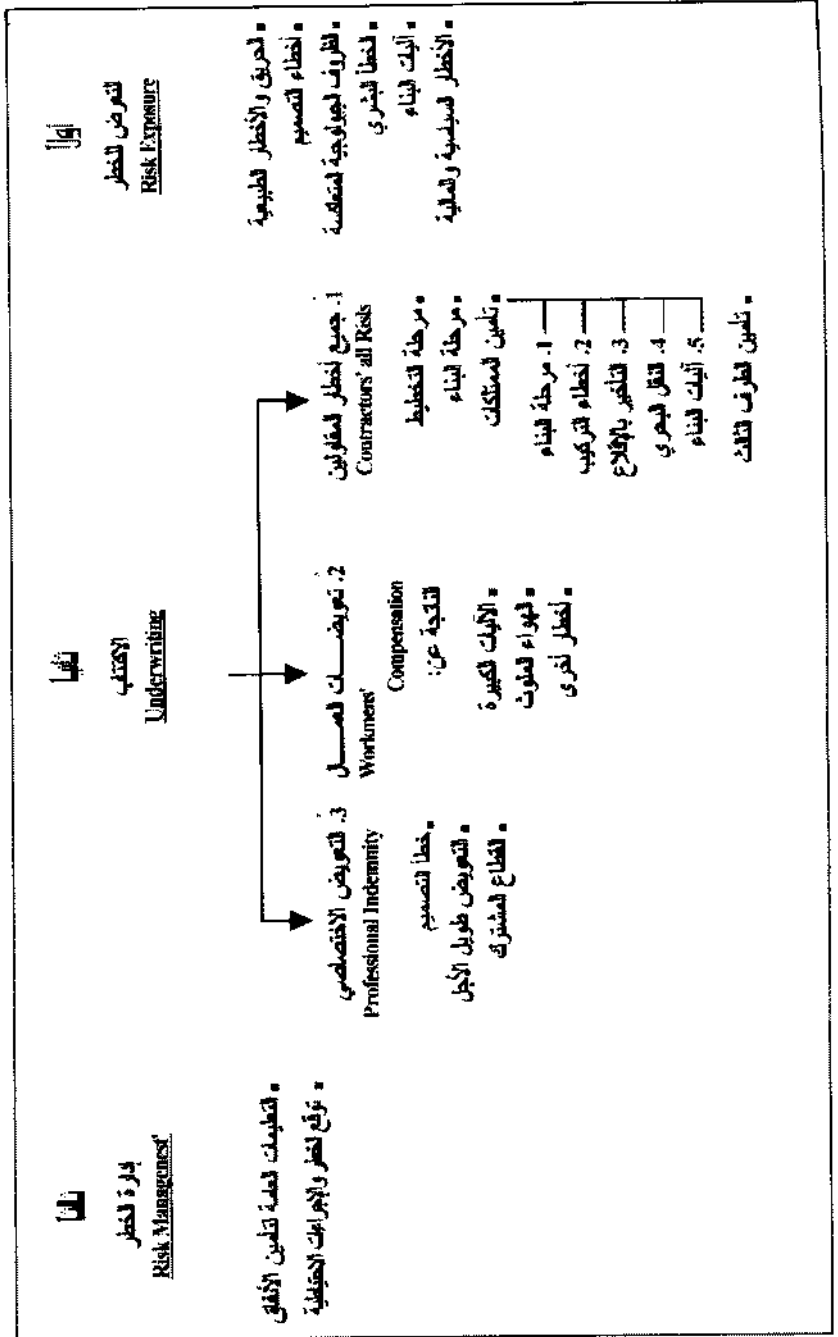 أولاً
التعرض للخطر
Risk Exposure
▪ الحريق والأخطار الطبيعية
▪ أخطاء التصميم
▪ الظروف الجيولوجية المتعاكسة
▪ الخطأ البشري
▪ آليات البناء
▪ الأخطار السياسية والمالية
ثانياً
الاكتتاب
Underwriting
1. جميع أخطار المقاولين
Contractors' all Risks
▪ مرحلة التخطيط
▪ مرحلة البناء
▪ تأمين الممتلكات
1. مرحلة البناء
2. أخطاء التركيب
3. التأخير بالإقلاع
4. النقل البحري
5. آليات البناء
▪ تأمين الطرف الثالث
2. تعويضات العمال
Workmens'
Compensation
الناتجة عن:
▪ الآليات الكبيرة
▪ الهواء الملوث
▪ أخطار أخرى
3. التعويض الاختصاصي
Professional Indemnity
▪ خطأ التصميم
▪ التعويض طويل الأجل
▪ القطاع المشترك
ثالثاً
إدارة الخطر
Risk Managenest'
▪ التعليمات العامة لتأمين الأنفاق
▪ توقع الخطر والإجراءات الاحتياطية